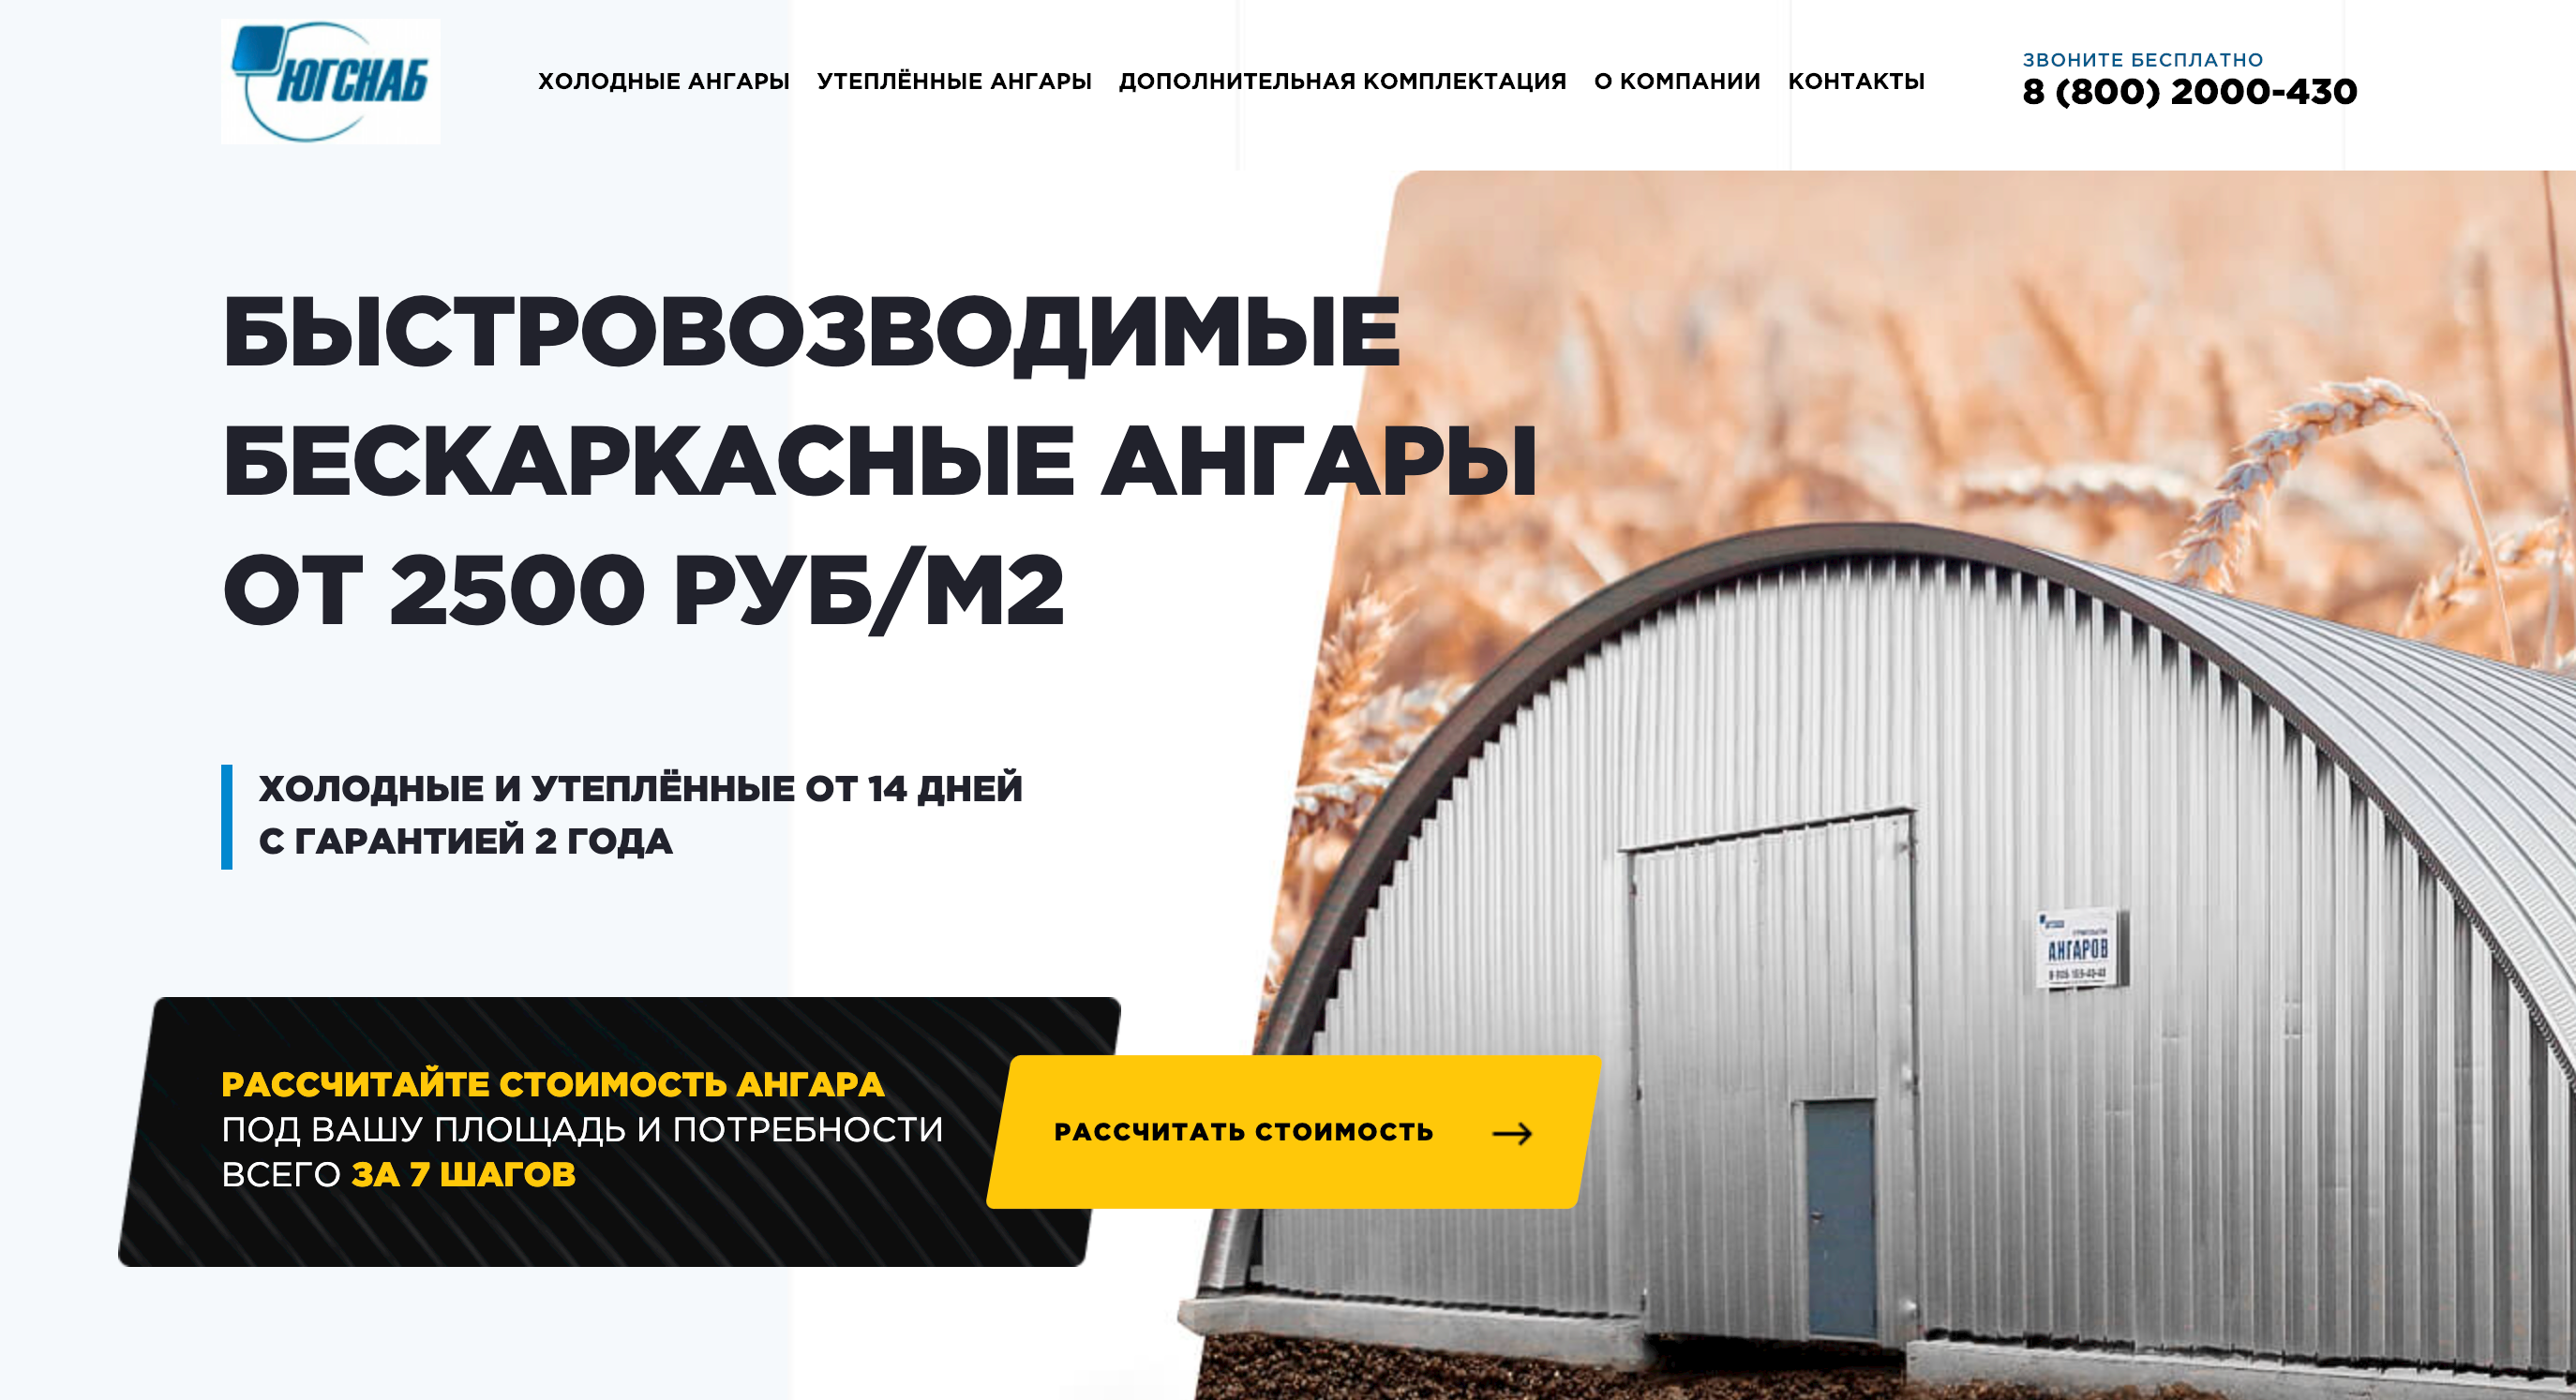 ЮГСНАБ
ХОЛОДНЫЕ АНГАРЫ
УТЕПЛЁННЫЕ АНГАРЫ
ДОПОЛНИТЕЛЬНАЯ КОМПЛЕКТАЦИЯ
О КОМПАНИИ
КОНТАКТЫ
ЗВОНИТЕ БЕСПЛАТНО
8 (800) 2000-430
БЫСТРОВОЗВОДИМЫЕ
БЕСКАРКАСНЫЕ АНГАРЫ
ОТ 2500 РУБ/М2
ХОЛОДНЫЕ И УТЕПЛЁННЫЕ ОТ 14 ДНЕЙ
С ГАРАНТИЕЙ 2 ГОДА
РАССЧИТАЙТЕ СТОИМОСТЬ АНГАРА
ПОД ВАШУ ПЛОЩАДЬ И ПОТРЕБНОСТИ
ВСЕГО ЗА 7 ШАГОВ
РАССЧИТАТЬ СТОИМОСТЬ
АНГАРОВ